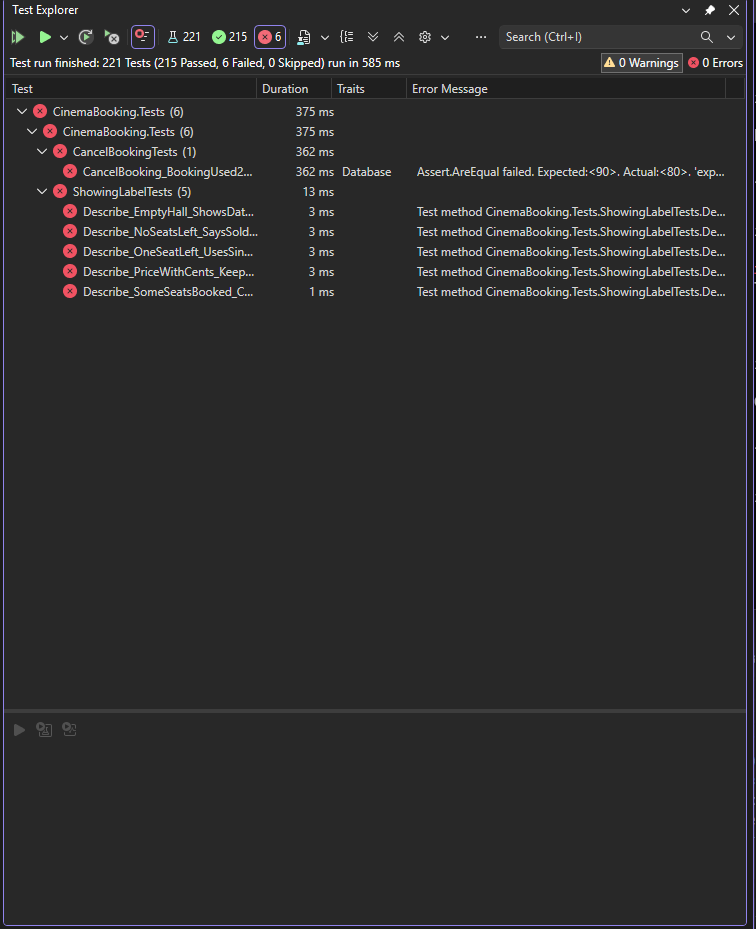 Test Explorer
221 215 6 Search (Ctrl+I)
Test run finished: 221 Tests (215 Passed, 6 Failed, 0 Skipped) run in 585 ms 0 Warnings 0 Errors
Test Duration Traits Error Message
CinemaBooking.Tests (6) 375 ms
CinemaBooking.Tests (6) 375 ms
CancelBookingTests (1) 362 ms
CancelBooking_BookingUsed2... 362 ms Database Assert.AreEqual failed. Expected:<90>. Actual:<80>. 'exp...
ShowingLabelTests (5) 13 ms
Describe_EmptyHall_ShowsDat... 3 ms Test method CinemaBooking.Tests.ShowingLabelTests.De...
Describe_NoSeatsLeft_SaysSold... 3 ms Test method CinemaBooking.Tests.ShowingLabelTests.De...
Describe_OneSeatLeft_UsesSin... 3 ms Test method CinemaBooking.Tests.ShowingLabelTests.De...
Describe_PriceWithCents_Keep... 3 ms Test method CinemaBooking.Tests.ShowingLabelTests.De...
Describe_SomeSeatsBooked_C... 1 ms Test method CinemaBooking.Tests.ShowingLabelTests.De...